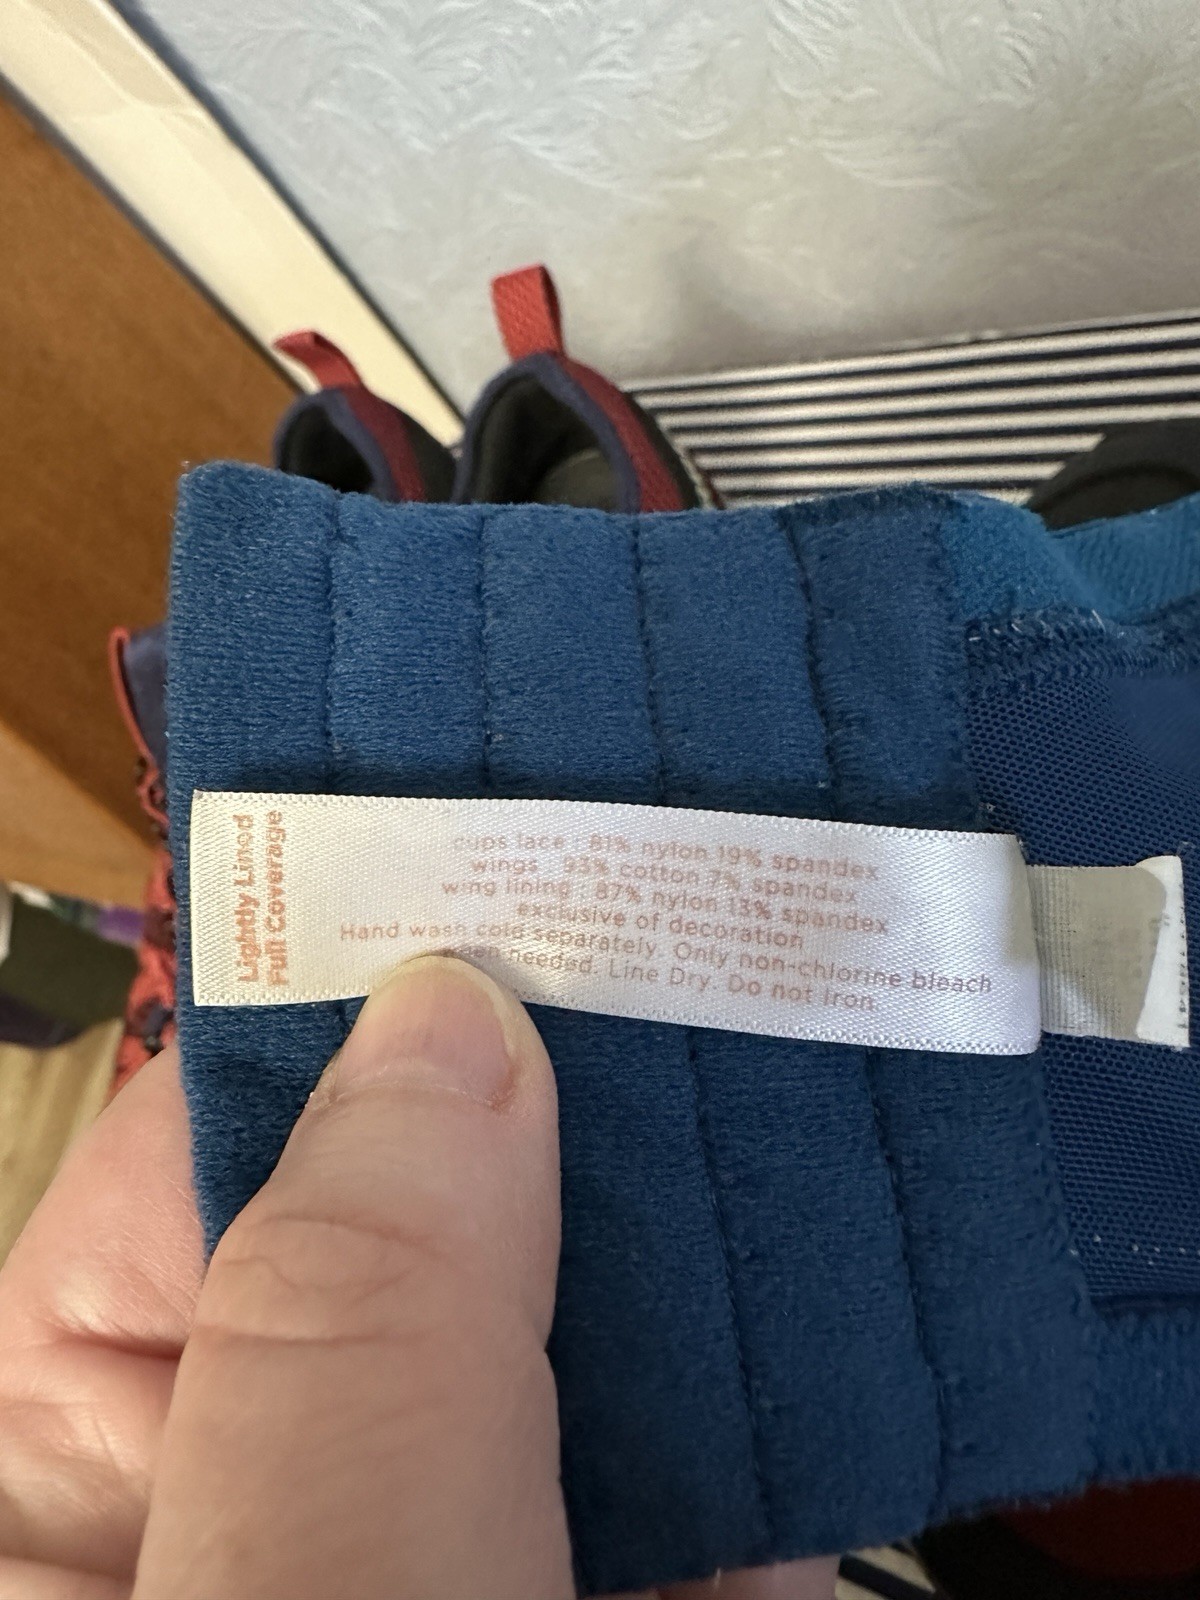 Lightly Lined
Full Coverage
cups lace : 81% nylon 19% spandex
wings : 93% cotton 7% spandex
wing lining : 87% nylon 13% spandex
exclusive of decoration
Hand wash cold separately. Only non-chlorine bleach
when needed. Line Dry. Do not Iron.